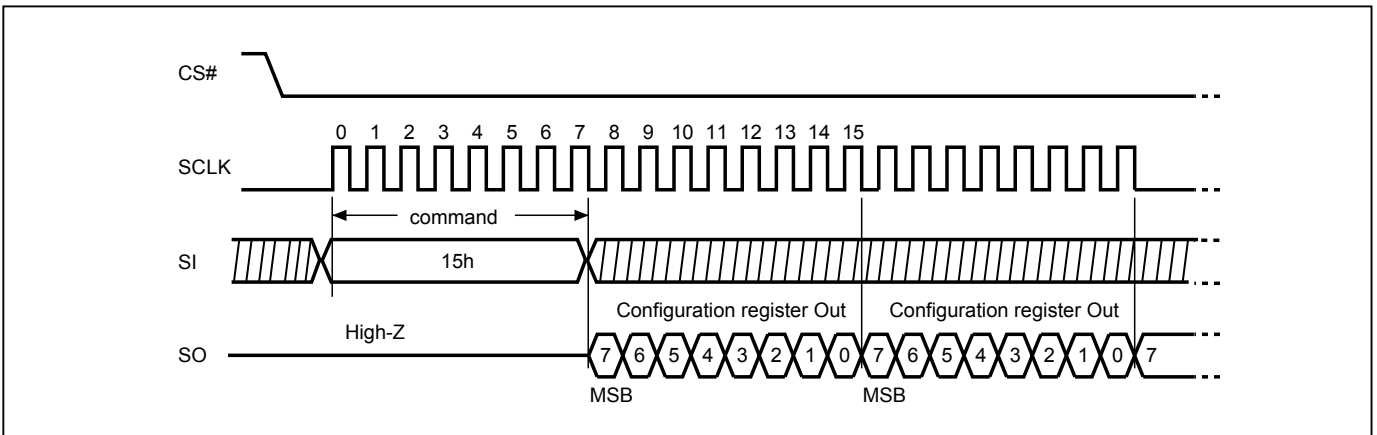 CS#
0 1 2 3 4 5 6 7 8 9 10 11 12 13 14 15
SCLK
command
SI
15h
Configuration register Out Configuration register Out
High-Z
SO
7 6 5 4 3 2 1 0 7 6 5 4 3 2 1 0 7
MSB MSB